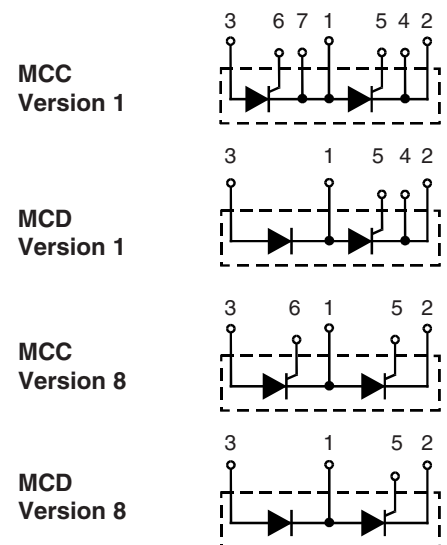 3 6 7 1 5 4 2
MCC
Version 1
3 1 5 4 2
MCD
Version 1
3 6 1 5 2
MCC
Version 8
3 1 5 2
MCD
Version 8